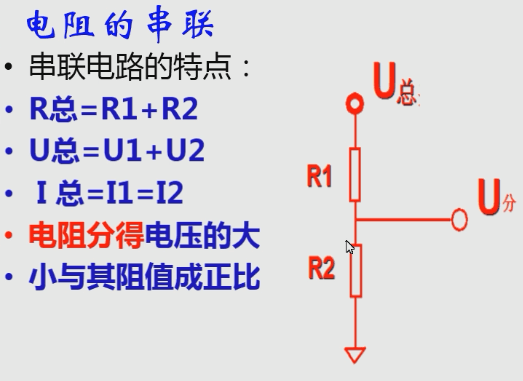 电阻的串联
• 串联电路的特点：
• R总=R1+R2
• U总=U1+U2
• I 总=I1=I2
• 电阻分得电压的大
• 小与其阻值成正比
U总
R1
U分
R2